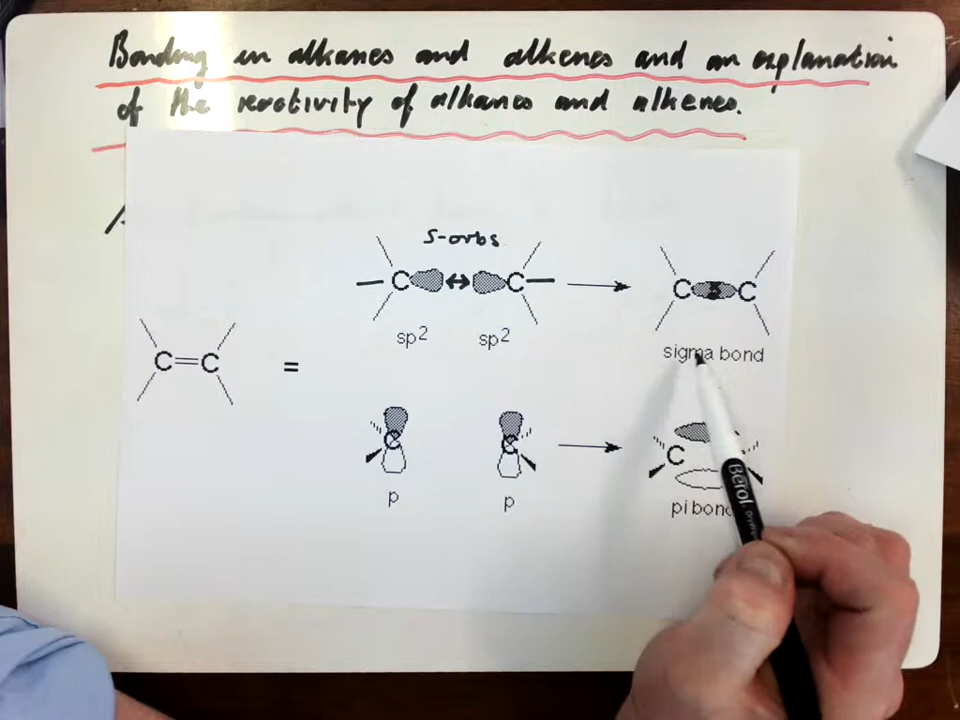 Bonding in alkanes and alkenes and an explanation
of the reactivity of alkanes and alkenes.
S-orbs
C C C C
sp2 sp2
sigma bond
C=C =
C C C
p p
pi bon
Berol